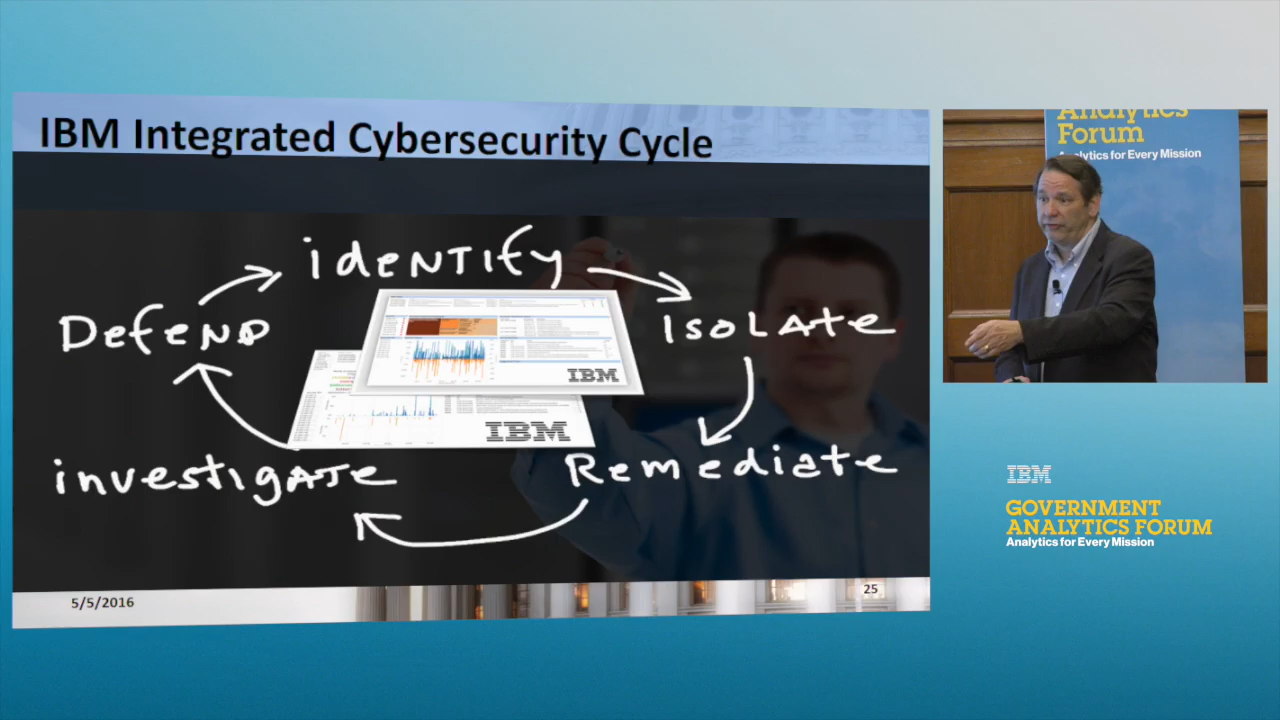 IBM Integrated Cybersecurity Cycle
identify
Defend
Isolate
IBM
IBM
investigate
Remediate
5/5/2016
25
Analytics
Forum
Analytics for Every Mission
IBM
GOVERNMENT
ANALYTICS FORUM
Analytics for Every Mission